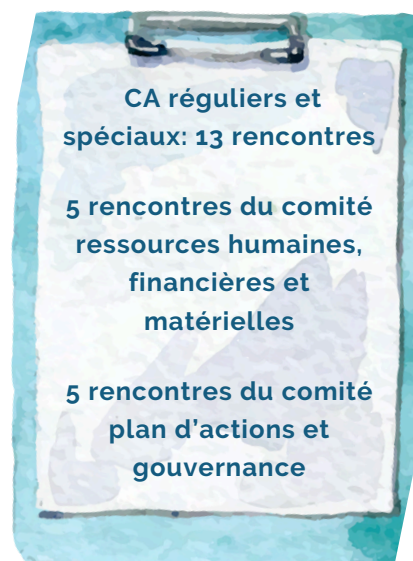 CA réguliers et
spéciaux: 13 rencontres
5 rencontres du comité
ressources humaines,
financières et
matérielles
5 rencontres du comité
plan d’actions et
gouvernance